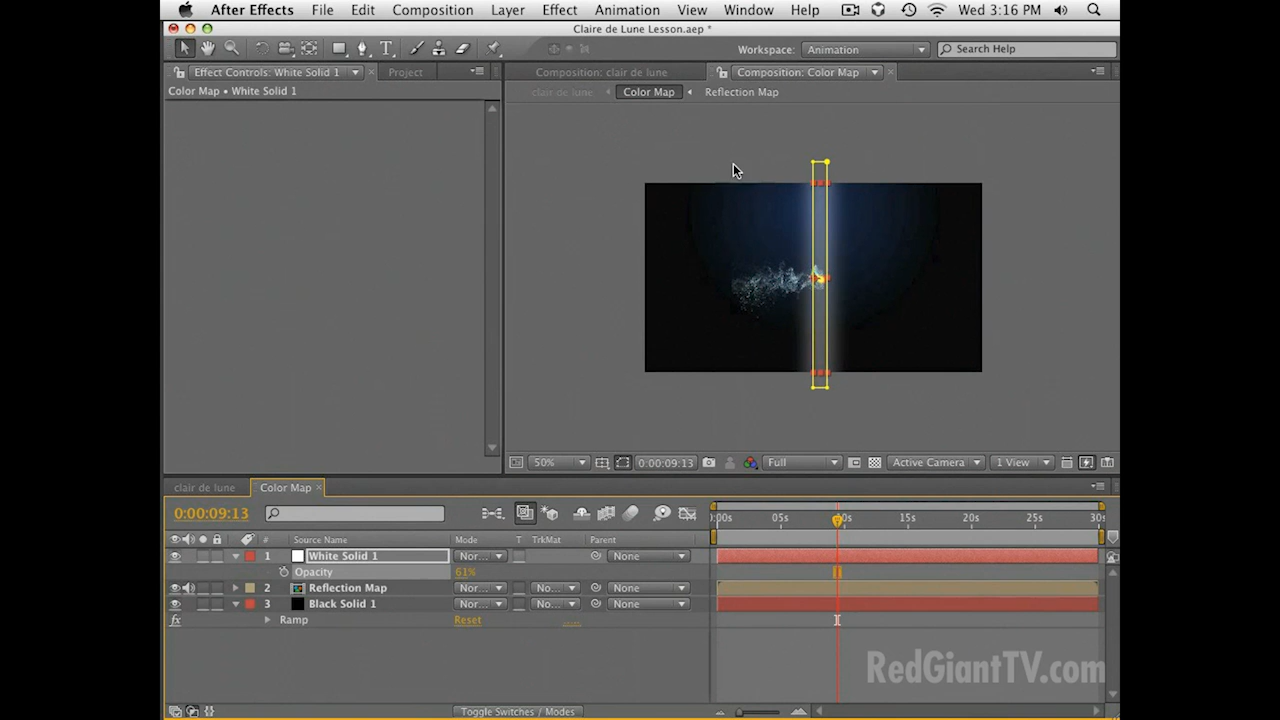 After Effects File Edit Composition Layer Effect Animation View Window Help Wed 3:16 PM
Claire de Lune Lesson.aep *
Workspace: Animation Search Help
Effect Controls: White Solid 1 Project Composition: clair de lune Composition: Color Map
Color Map • White Solid 1 clair de lune Color Map Reflection Map
50% 0:00:09:13 Full Active Camera 1 View
clair de lune Color Map
0:00:09:13 :00s 05s 10s 15s 20s 25s 30s
# Source Name Mode T TrkMat Parent
1 White Solid 1 Nor... None
Opacity 61%
2 Reflection Map Nor... No... None
3 Black Solid 1 Nor... No... None
fx Ramp Reset .....
RedGiantTV.com
Toggle Switches / Modes